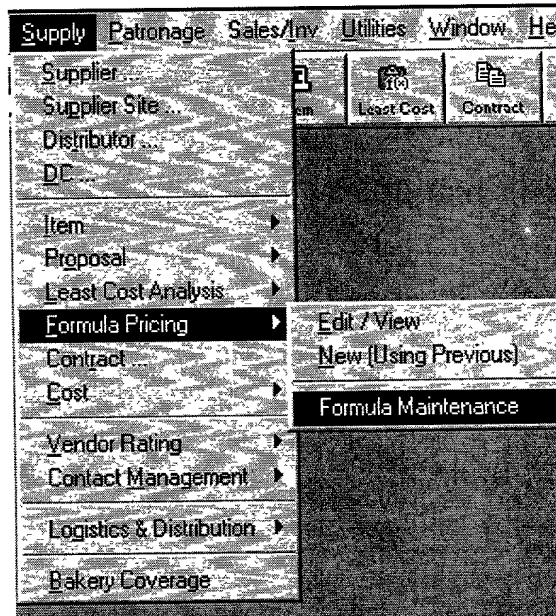 Supply Patronage Sales/Inv Utilities Window He
em Least Cost Contract
Supplier ...
Supplier Site ...
Distributor ...
DC ...
Item
Proposal
Least Cost Analysis
Formula Pricing
Edit / View
New (Using Previous)
Contract ...
Cost
Formula Maintenance
Vendor Rating
Contact Management
Logistics & Distribution
Bakery Coverage